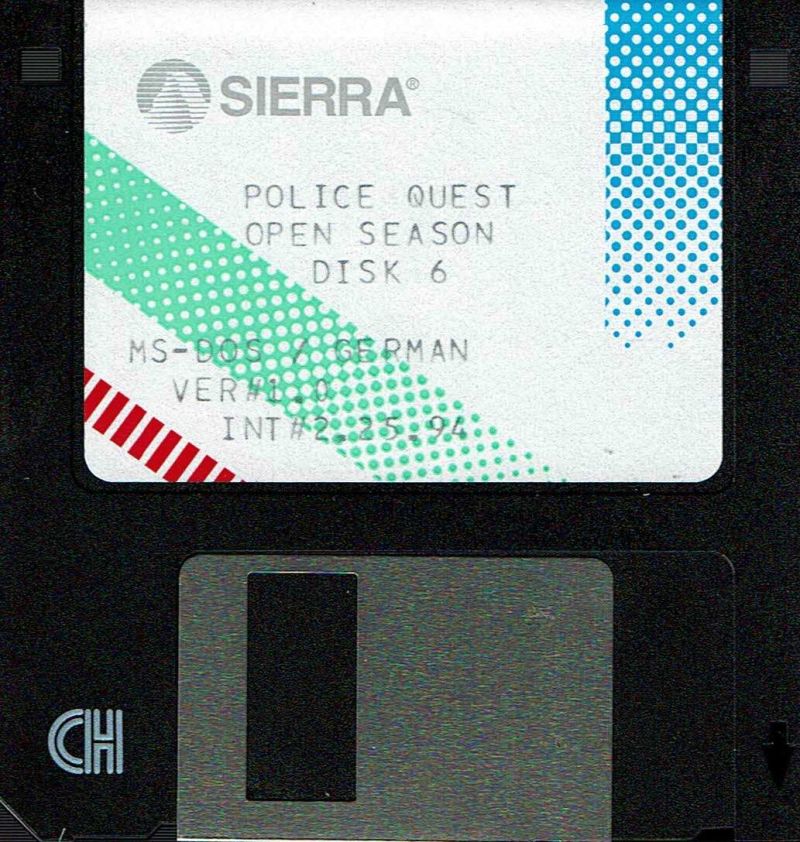 SIERRA®
POLICE QUEST
OPEN SEASON
DISK 6
MS-DOS / GERMAN
VER#1.0
INT#2.25.94
CH